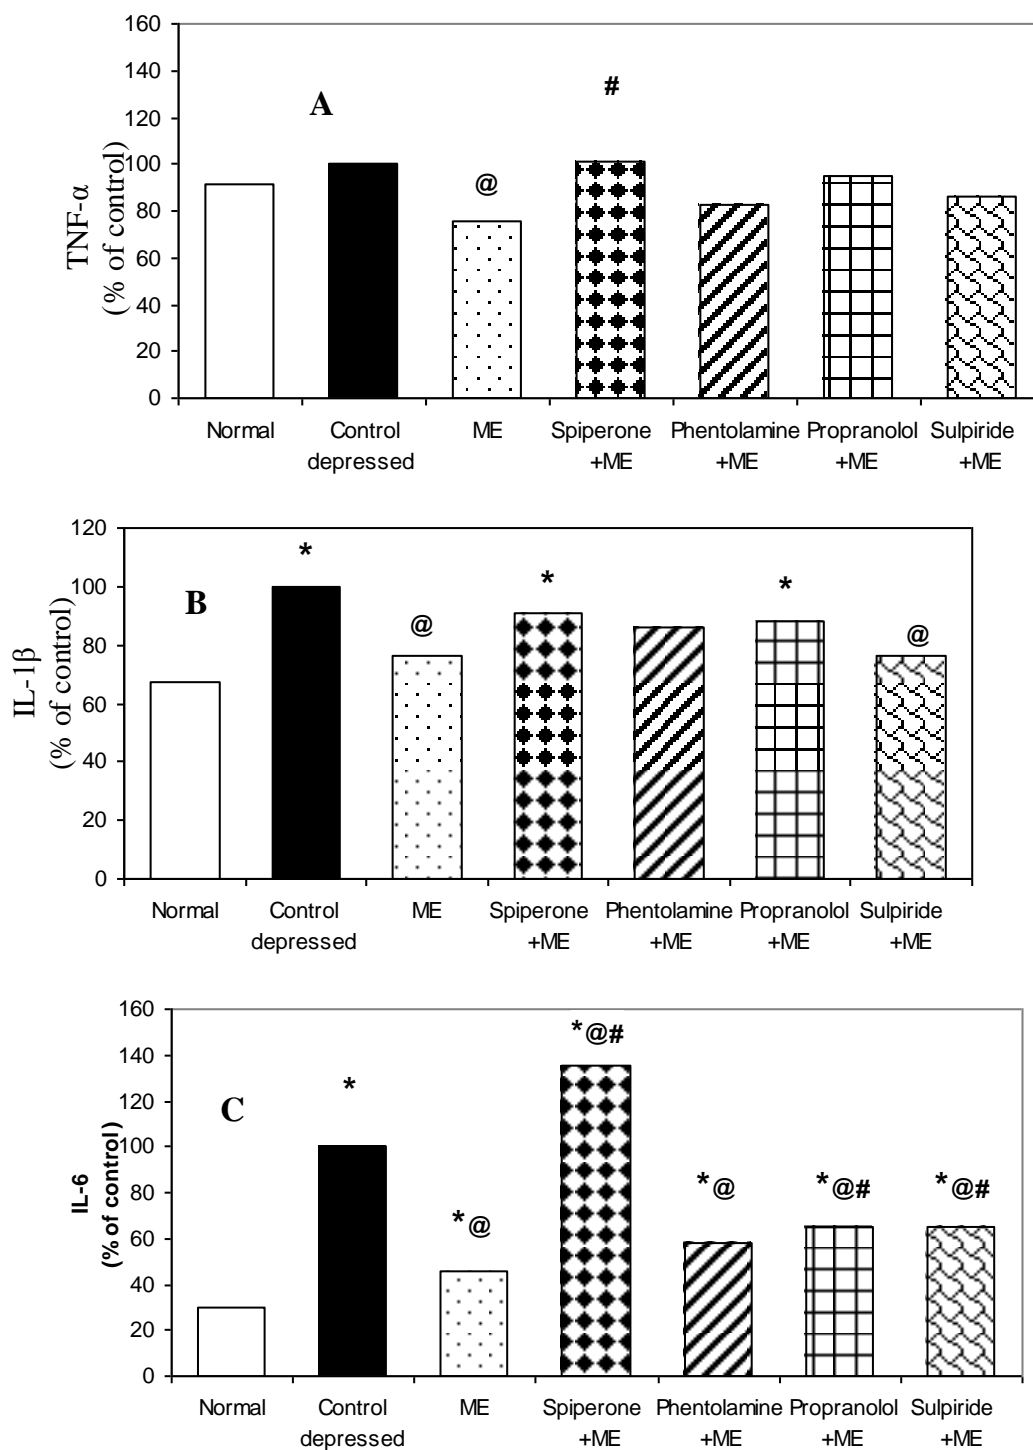 160
140
120
100
80
60
40
20
0
TNF-α
(% of control)
A
@
#
Normal Control ME Spiperone Phentolamine Propranolol Sulpiride
depressed +ME +ME +ME +ME
120
100
80
60
40
20
0
IL-1β
(% of control)
B
*
@
*
*
@
Normal Control ME Spiperone Phentolamine Propranolol Sulpiride
depressed +ME +ME +ME +ME
160
140
120
100
80
60
40
20
0
IL-6
(% of control)
C
*
*@
*@#
*@
*@#
*@#
Normal Control ME Spiperone Phentolamine Propranolol Sulpiride
depressed +ME +ME +ME +ME